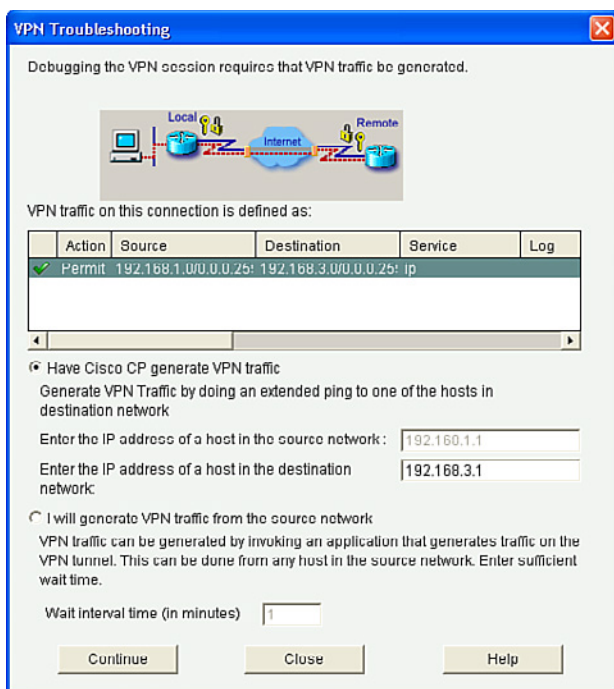 VPN Troubleshooting
Debugging the VPN session requires that VPN traffic be generated.
Local
Internet
Remote
VPN traffic on this connection is defined as:
Action Source Destination Service Log
Permit 192.168.1.0/0.0.0.25 192.168.3.0/0.0.0.25 ip
Have Cisco CP generate VPN traffic
Generate VPN Traffic by doing an extended ping to one of the hosts in
destination network
Enter the IP address of a host in the source network : 192.168.1.1
Enter the IP address of a host in the destination 192.168.3.1
network:
I will generate VPN traffic from the source network
VPN traffic can be generated by invoking an application that generates traffic on the
VPN tunnel. This can be done from any host in the source network. Enter sufficient
wait time.
Wait interval time (in minutes) 1
Continue Close Help